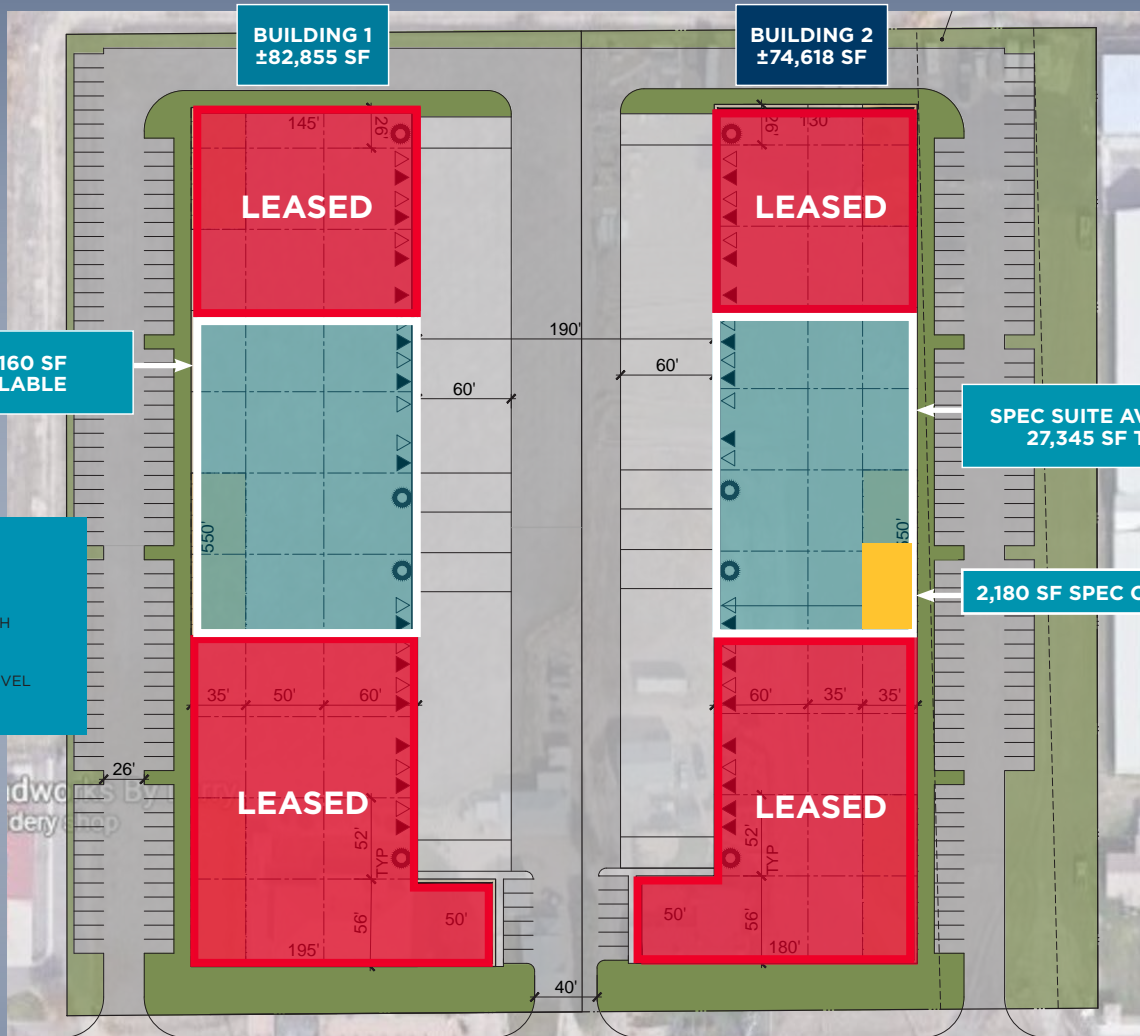 BUILDING 1
±82,855 SF
BUILDING 2
±74,618 SF
145'
26'
130'
26'
LEASED
LEASED
190'
160 SF
LABLE
60'
60'
SPEC SUITE AV
27,345 SF T
550'
550'
2,180 SF SPEC O
H
VEL
35'
50'
60'
60'
35'
35'
26'
LEASED
LEASED
52'
TYP
52'
TYP
56'
50'
195'
50'
56'
180'
40'